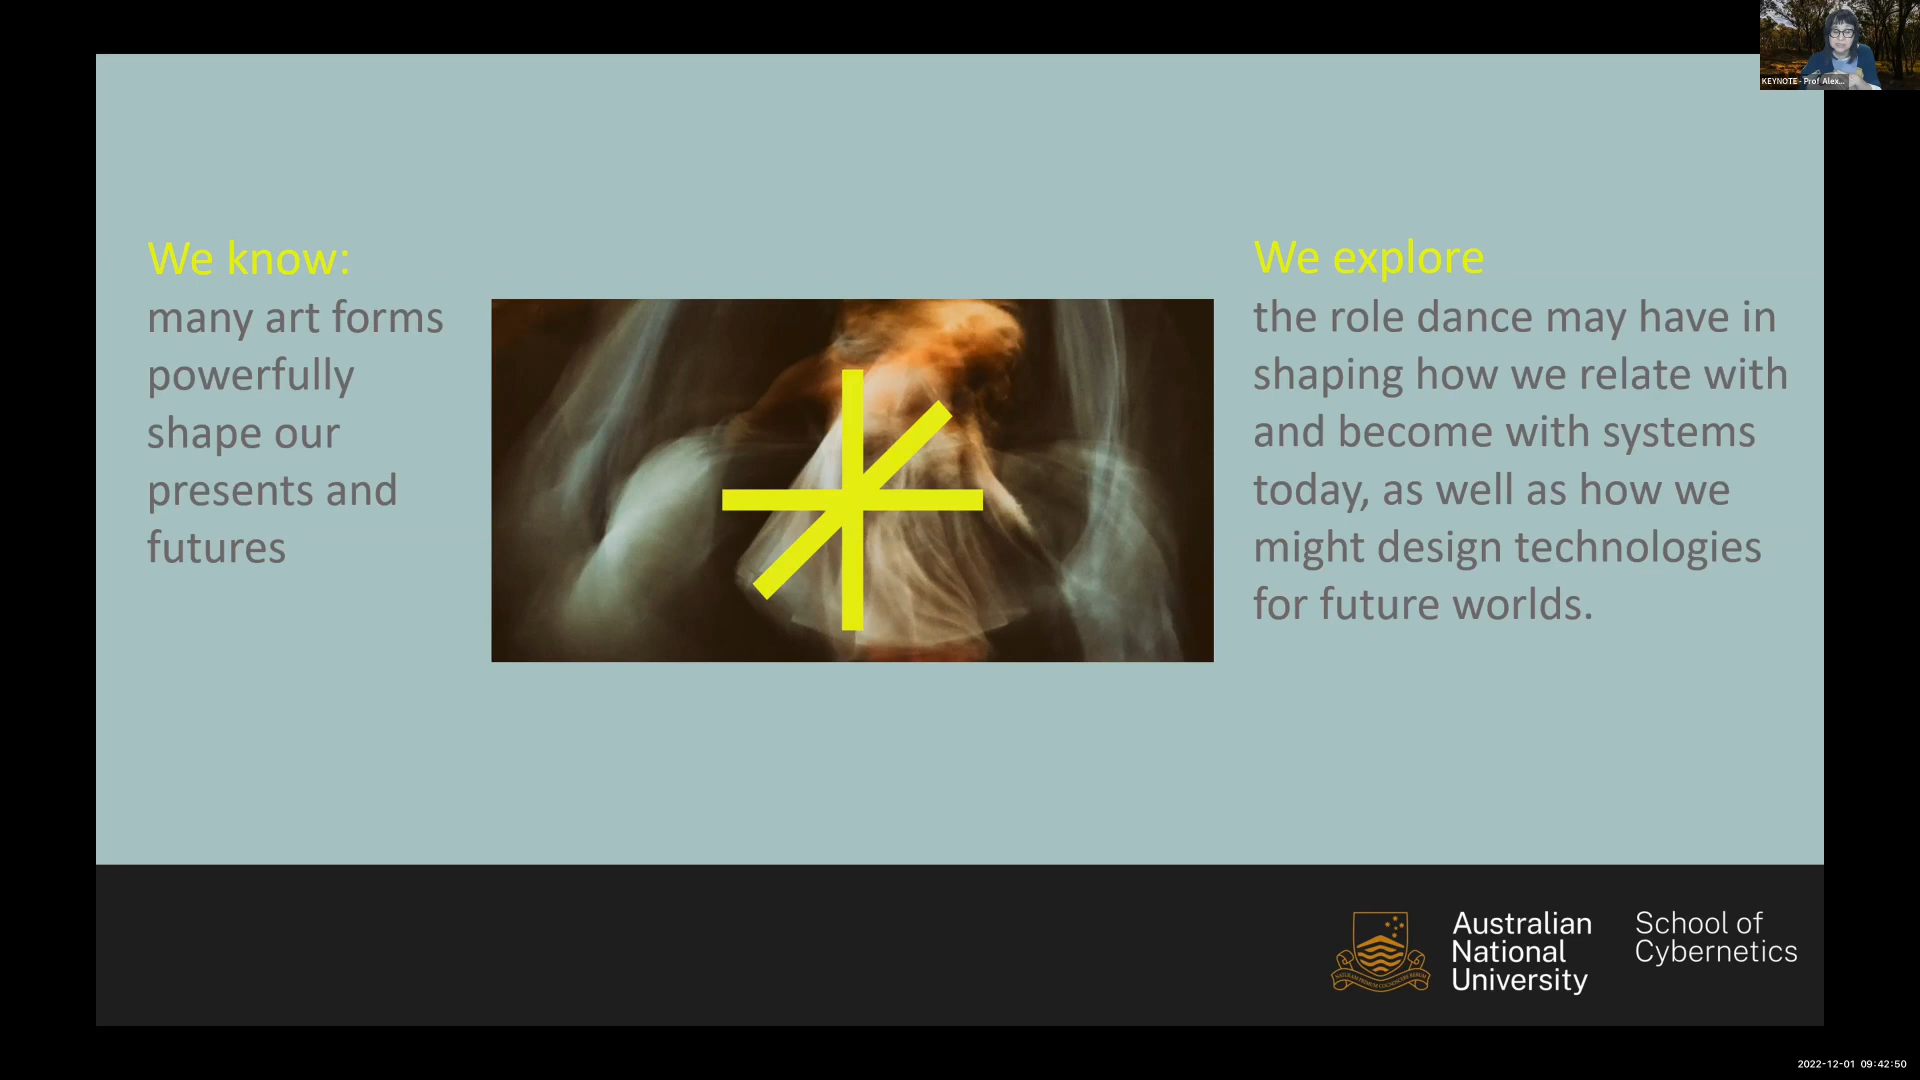 KEYNOTE - Prof Alex...
We know:
many art forms
powerfully
shape our
presents and
futures
We explore
the role dance may have in
shaping how we relate with
and become with systems
today, as well as how we
might design technologies
for future worlds.
Australian
National
University
School of
Cybernetics
2022-12-01 09:42:50